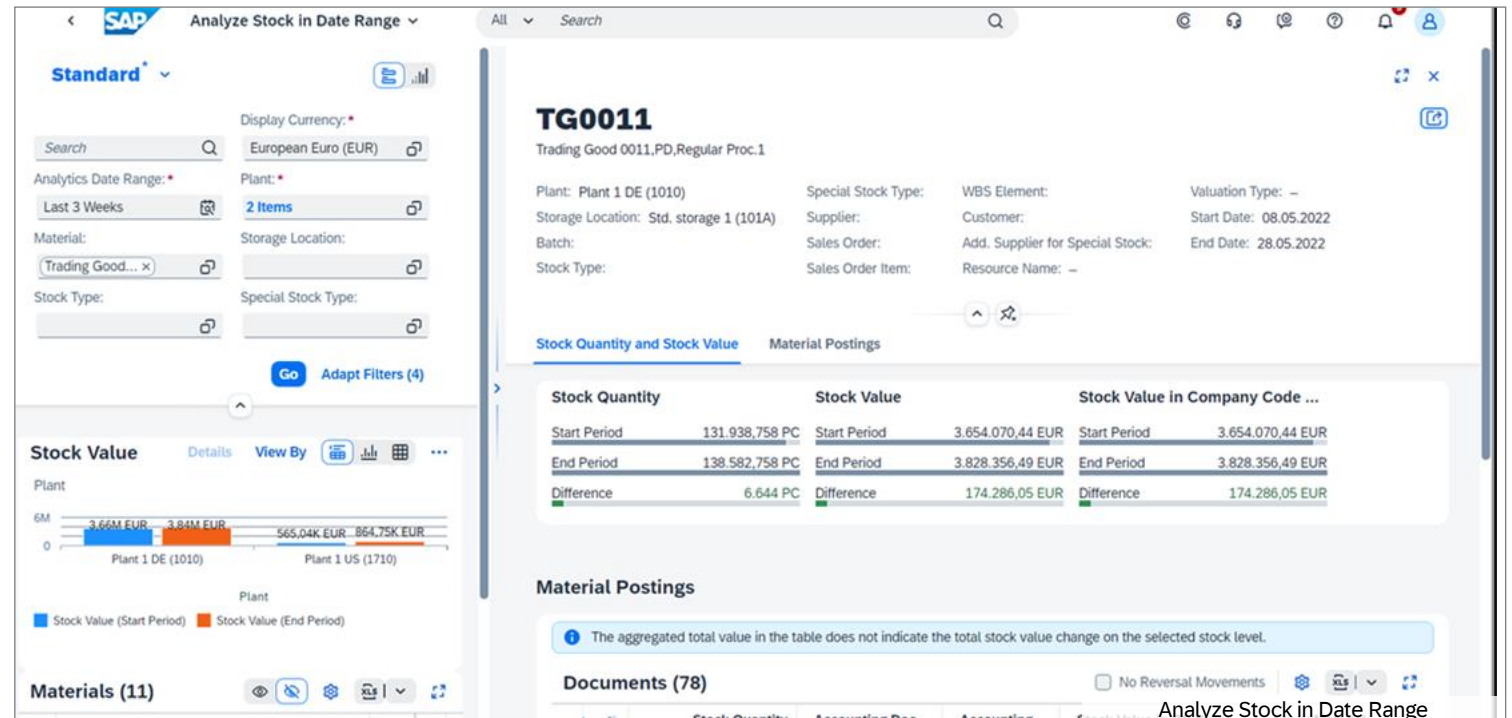 SAP Analyze Stock in Date Range All Search
Standard*
Display Currency:*
Search European Euro (EUR)
Analytics Date Range:* Plant:*
Last 3 Weeks 2 Items
Material: Storage Location:
Trading Good... ×
Stock Type: Special Stock Type:
Go Adapt Filters (4)
Stock Value Details View By ...
Plant
6M
3,66M EUR 3,84M EUR 565,04K EUR 864,75K EUR
0
Plant 1 DE (1010) Plant 1 US (1710)
Plant
Stock Value (Start Period) Stock Value (End Period)
Materials (11) XLS
TG0011
Trading Good 0011,PD,Regular Proc.1
Plant: Plant 1 DE (1010) Special Stock Type: WBS Element: Valuation Type: –
Storage Location: Std. storage 1 (101A) Supplier: Customer: Start Date: 08.05.2022
Batch: Sales Order: Add. Supplier for Special Stock: End Date: 28.05.2022
Stock Type: Sales Order Item: Resource Name: –
Stock Quantity and Stock Value Material Postings
Stock Quantity Stock Value Stock Value in Company Code ...
Start Period 131.938,758 PC Start Period 3.654.070,44 EUR Start Period 3.654.070,44 EUR
End Period 138.582,758 PC End Period 3.828.356,49 EUR End Period 3.828.356,49 EUR
Difference 6.644 PC Difference 174.286,05 EUR Difference 174.286,05 EUR
Material Postings
The aggregated total value in the table does not indicate the total stock value change on the selected stock level.
Documents (78) No Reversal Movements XLS
Stock Quantity Accounting Doc Accounting
Analyze Stock in Date Range